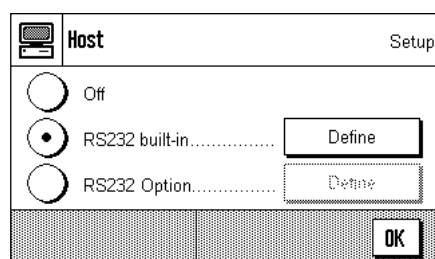 Host Setup
Off
RS232 built-in................ Define
RS232 Option................ Define
OK